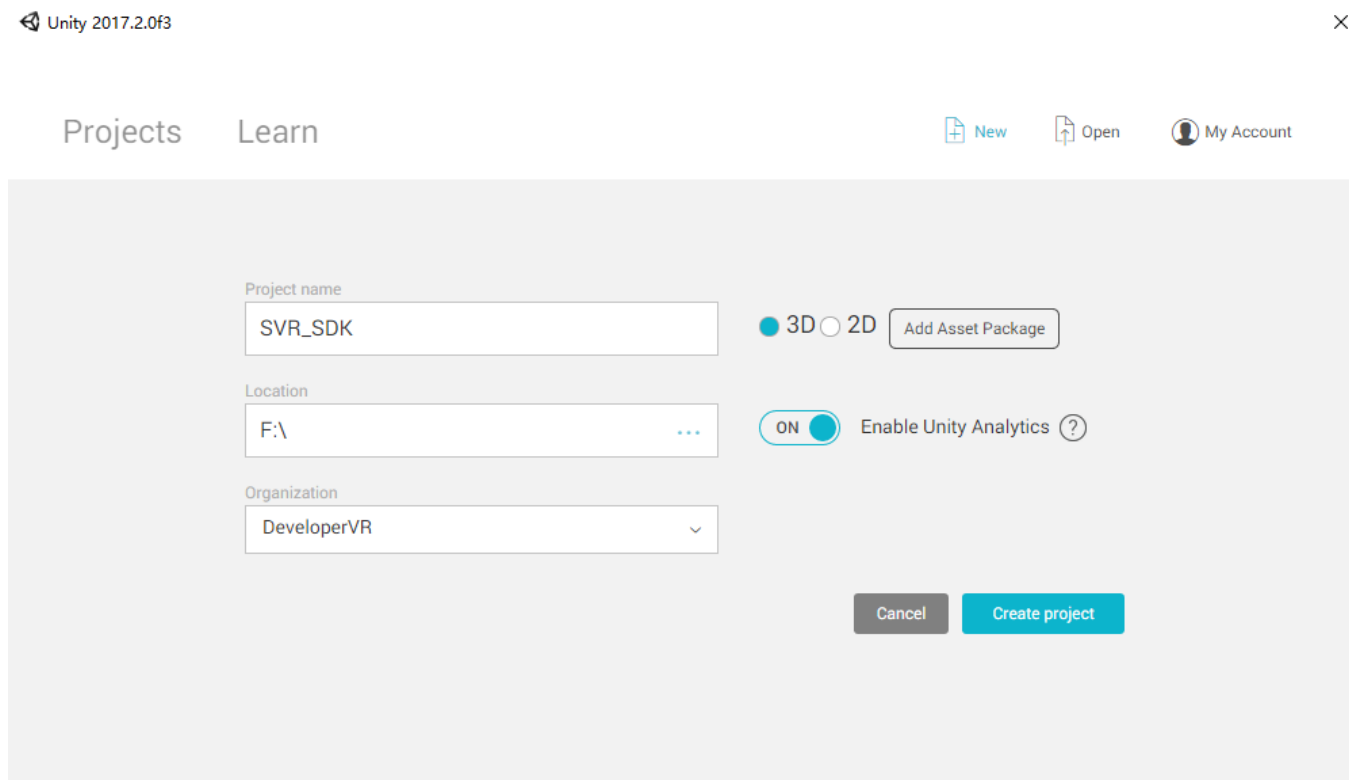 Unity 2017.2.0f3
Projects Learn New Open My Account
Project name
SVR_SDK
3D 2D Add Asset Package
Location
F:\
...
ON Enable Unity Analytics ?
Organization
DeveloperVR
Cancel Create project